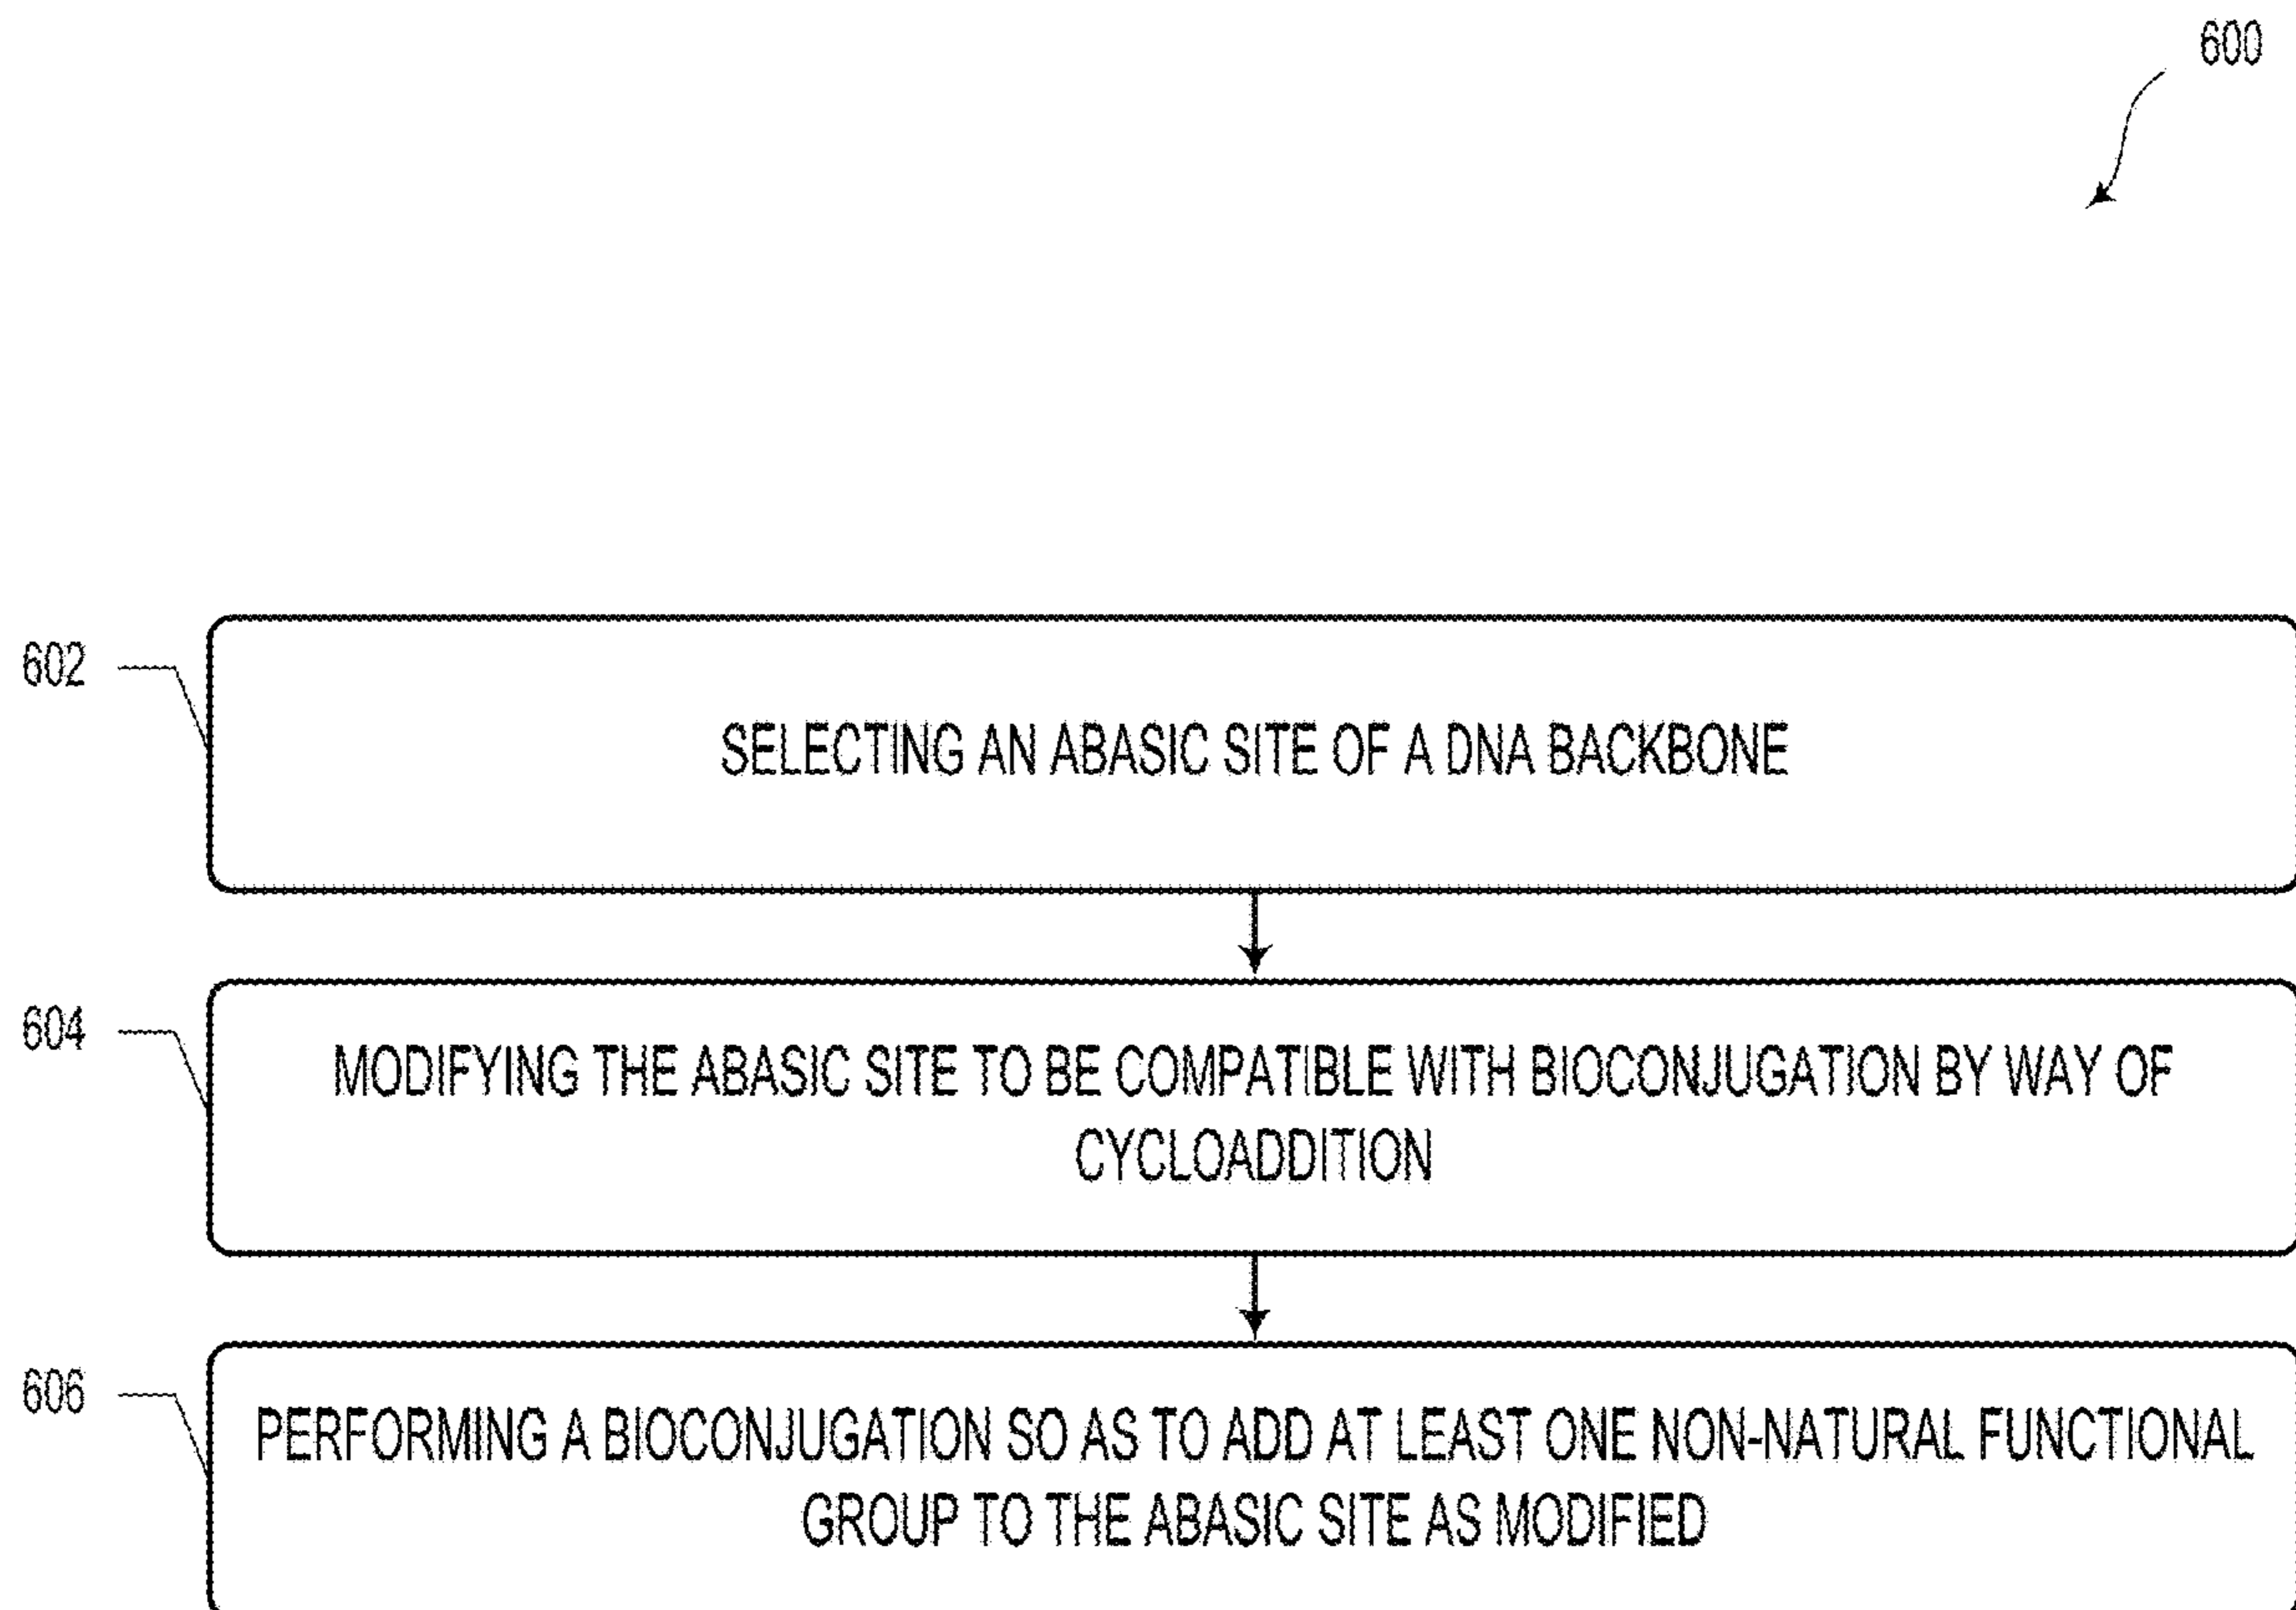 600
602
SELECTING AN ABASIC SITE OF A DNA BACKBONE
604
MODIFYING THE ABASIC SITE TO BE COMPATIBLE WITH BIOCONJUGATION BY WAY OF
CYCLOADDITION
606
PERFORMING A BIOCONJUGATION SO AS TO ADD AT LEAST ONE NON-NATURAL FUNCTIONAL
GROUP TO THE ABASIC SITE AS MODIFIED